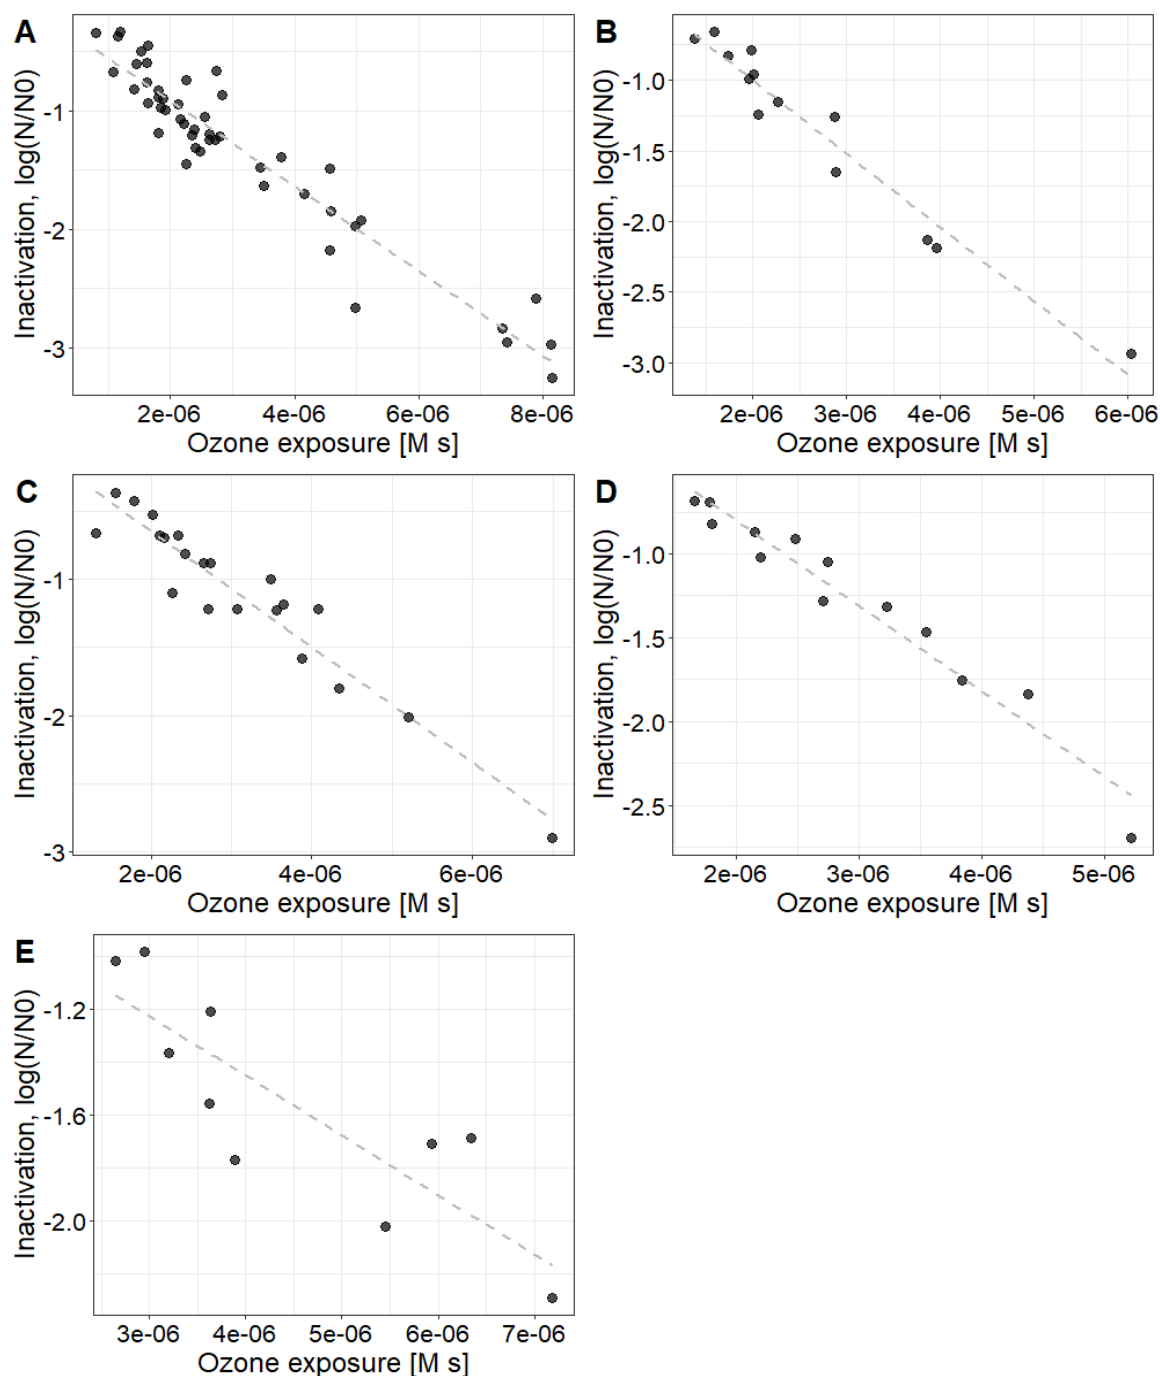 A
Inactivation, log(N/N0)
-1
-2
-3
2e-06 4e-06 6e-06 8e-06
Ozone exposure [M s]
B
Inactivation, log(N/N0)
-1.0
-1.5
-2.0
-2.5
-3.0
2e-06 3e-06 4e-06 5e-06 6e-06
Ozone exposure [M s]
C
Inactivation, log(N/N0)
-1
-2
-3
2e-06 4e-06 6e-06
Ozone exposure [M s]
D
Inactivation, log(N/N0)
-1.0
-1.5
-2.0
-2.5
2e-06 3e-06 4e-06 5e-06
Ozone exposure [M s]
E
Inactivation, log(N/N0)
-1.2
-1.6
-2.0
3e-06 4e-06 5e-06 6e-06 7e-06
Ozone exposure [M s]